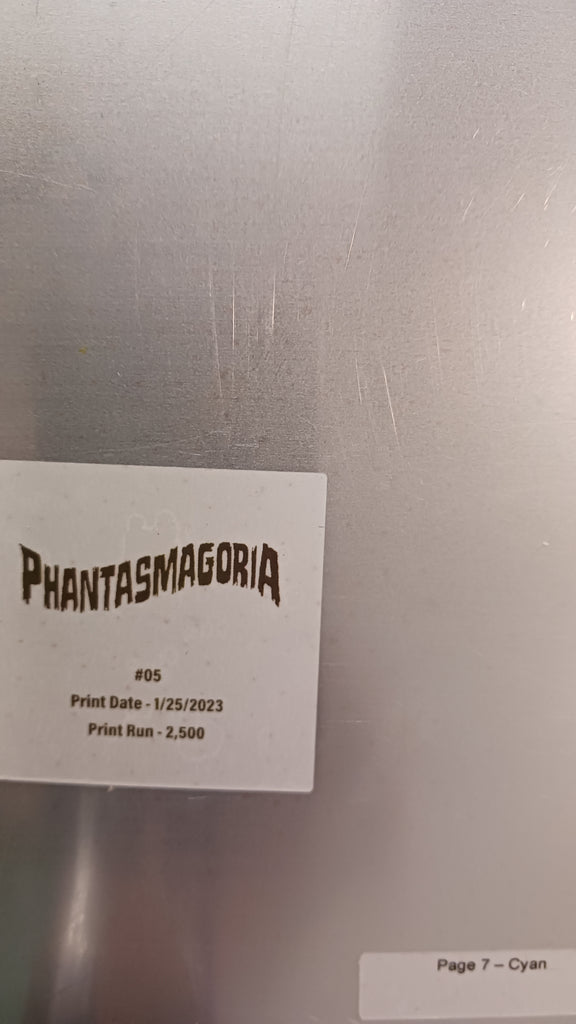 PHANTASMAGORIA
#05
Print Date - 1/25/2023
Print Run - 2,500
Page 7 – Cyan